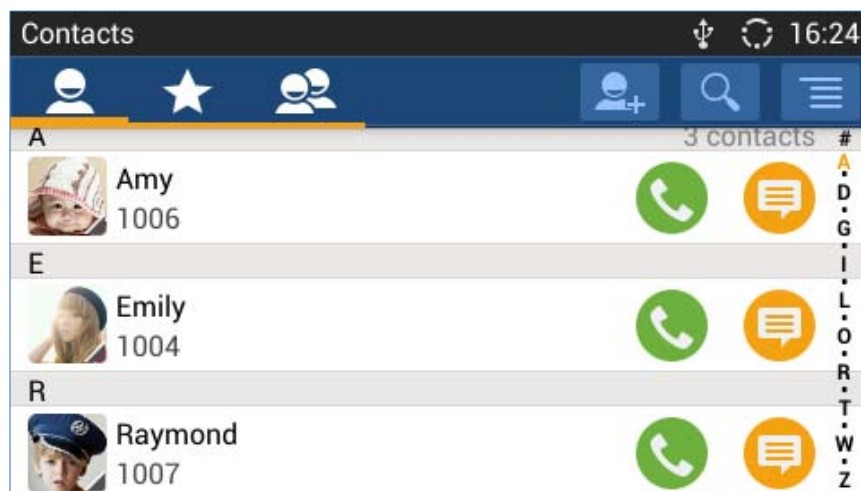 Contacts 16:24
A 3 contacts
Amy
1006
E
Emily
1004
R
Raymond
1007
#
A
D
G
I
L
O
R
T
W
Z